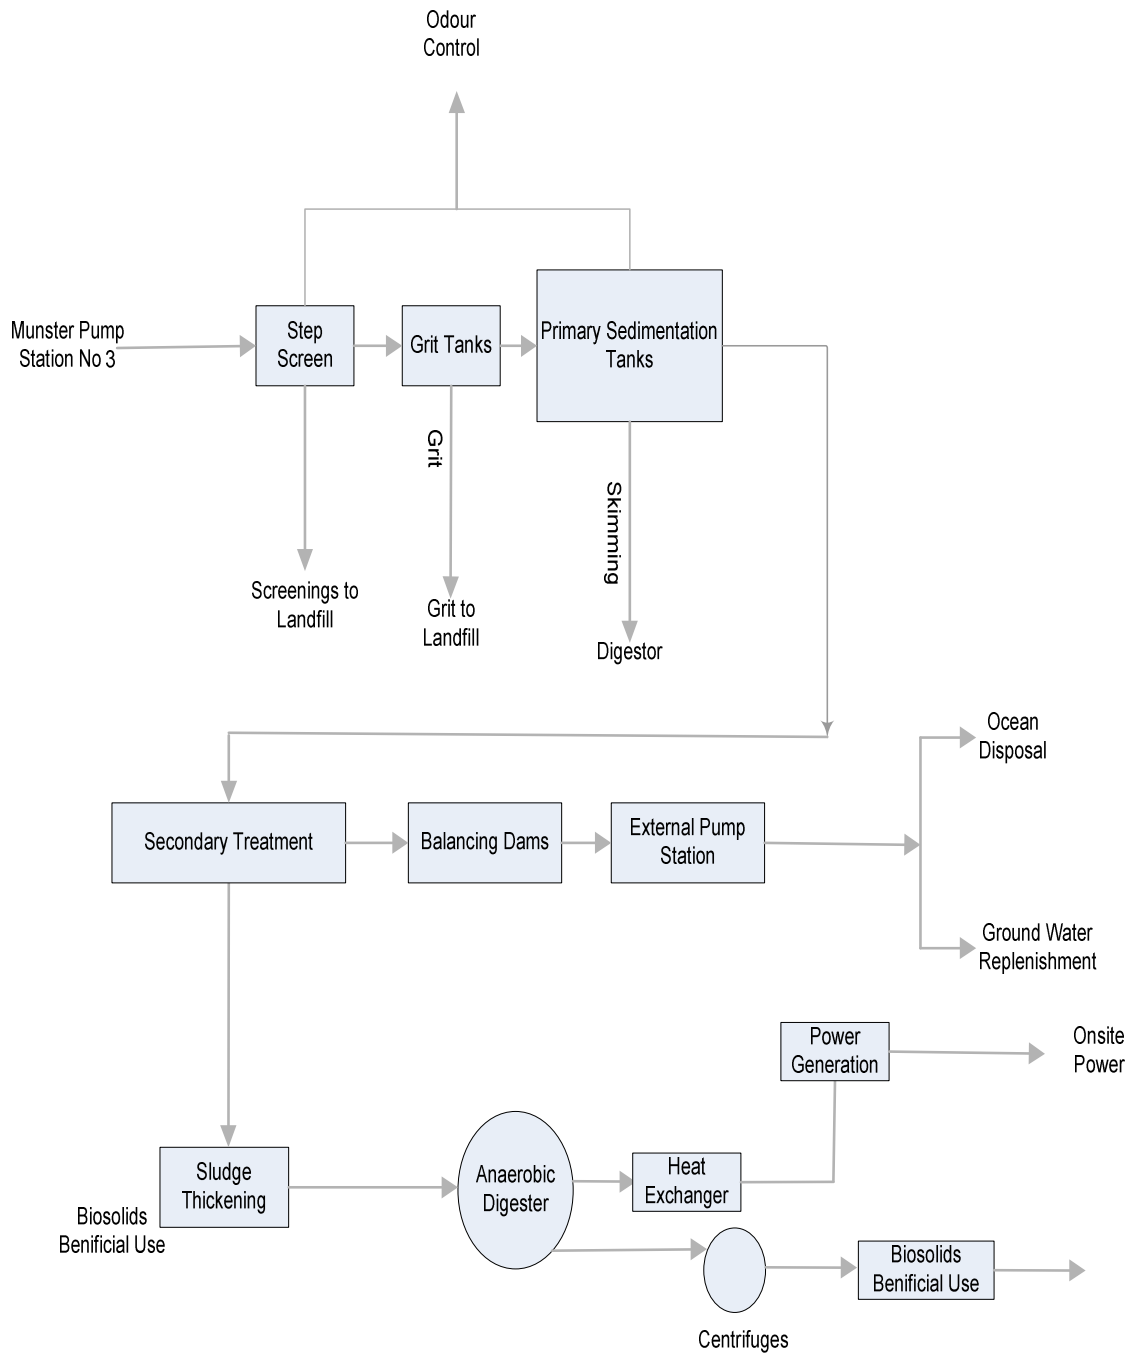 Odour
Control
Munster Pump
Station No 3
Step
Screen
Grit Tanks
Primary Sedimentation
Tanks
Grit
Skimming
Screenings to
Landfill
Grit to
Landfill
Digestor
Ocean
Disposal
Secondary Treatment
Balancing Dams
External Pump
Station
Ground Water
Replenishment
Power
Generation
Onsite
Power
Sludge
Thickening
Anaerobic
Digester
Heat
Exchanger
Biosolids
Benificial Use
Biosolids
Benificial Use
Centrifuges